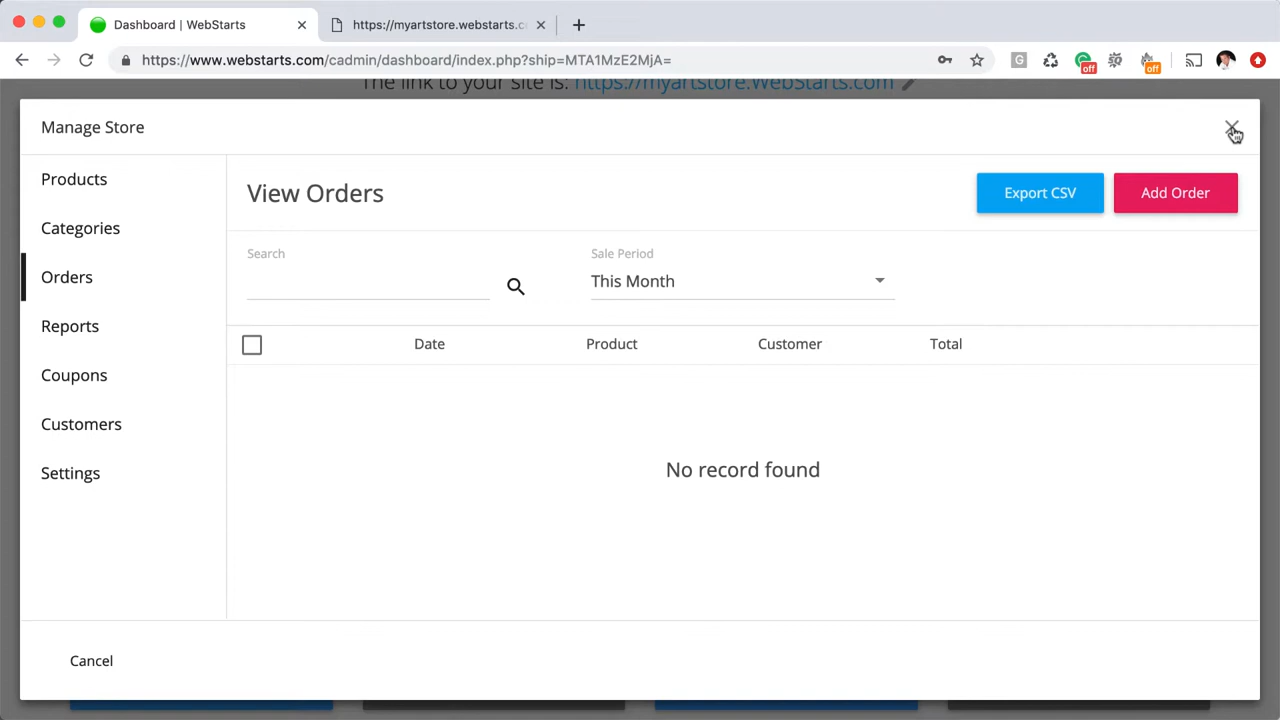 Dashboard | WebStarts
https://myartstore.webstarts.c
https://www.webstarts.com/cadmin/dashboard/index.php?ship=MTA1MzE2MjA=
G
off
off
The link to your site is: https://myartstore.WebStarts.com
Manage Store
Products
Categories
Orders
Reports
Coupons
Customers
Settings
View Orders
Export CSV
Add Order
Search
Sale Period
This Month
Date Product Customer Total
No record found
Cancel